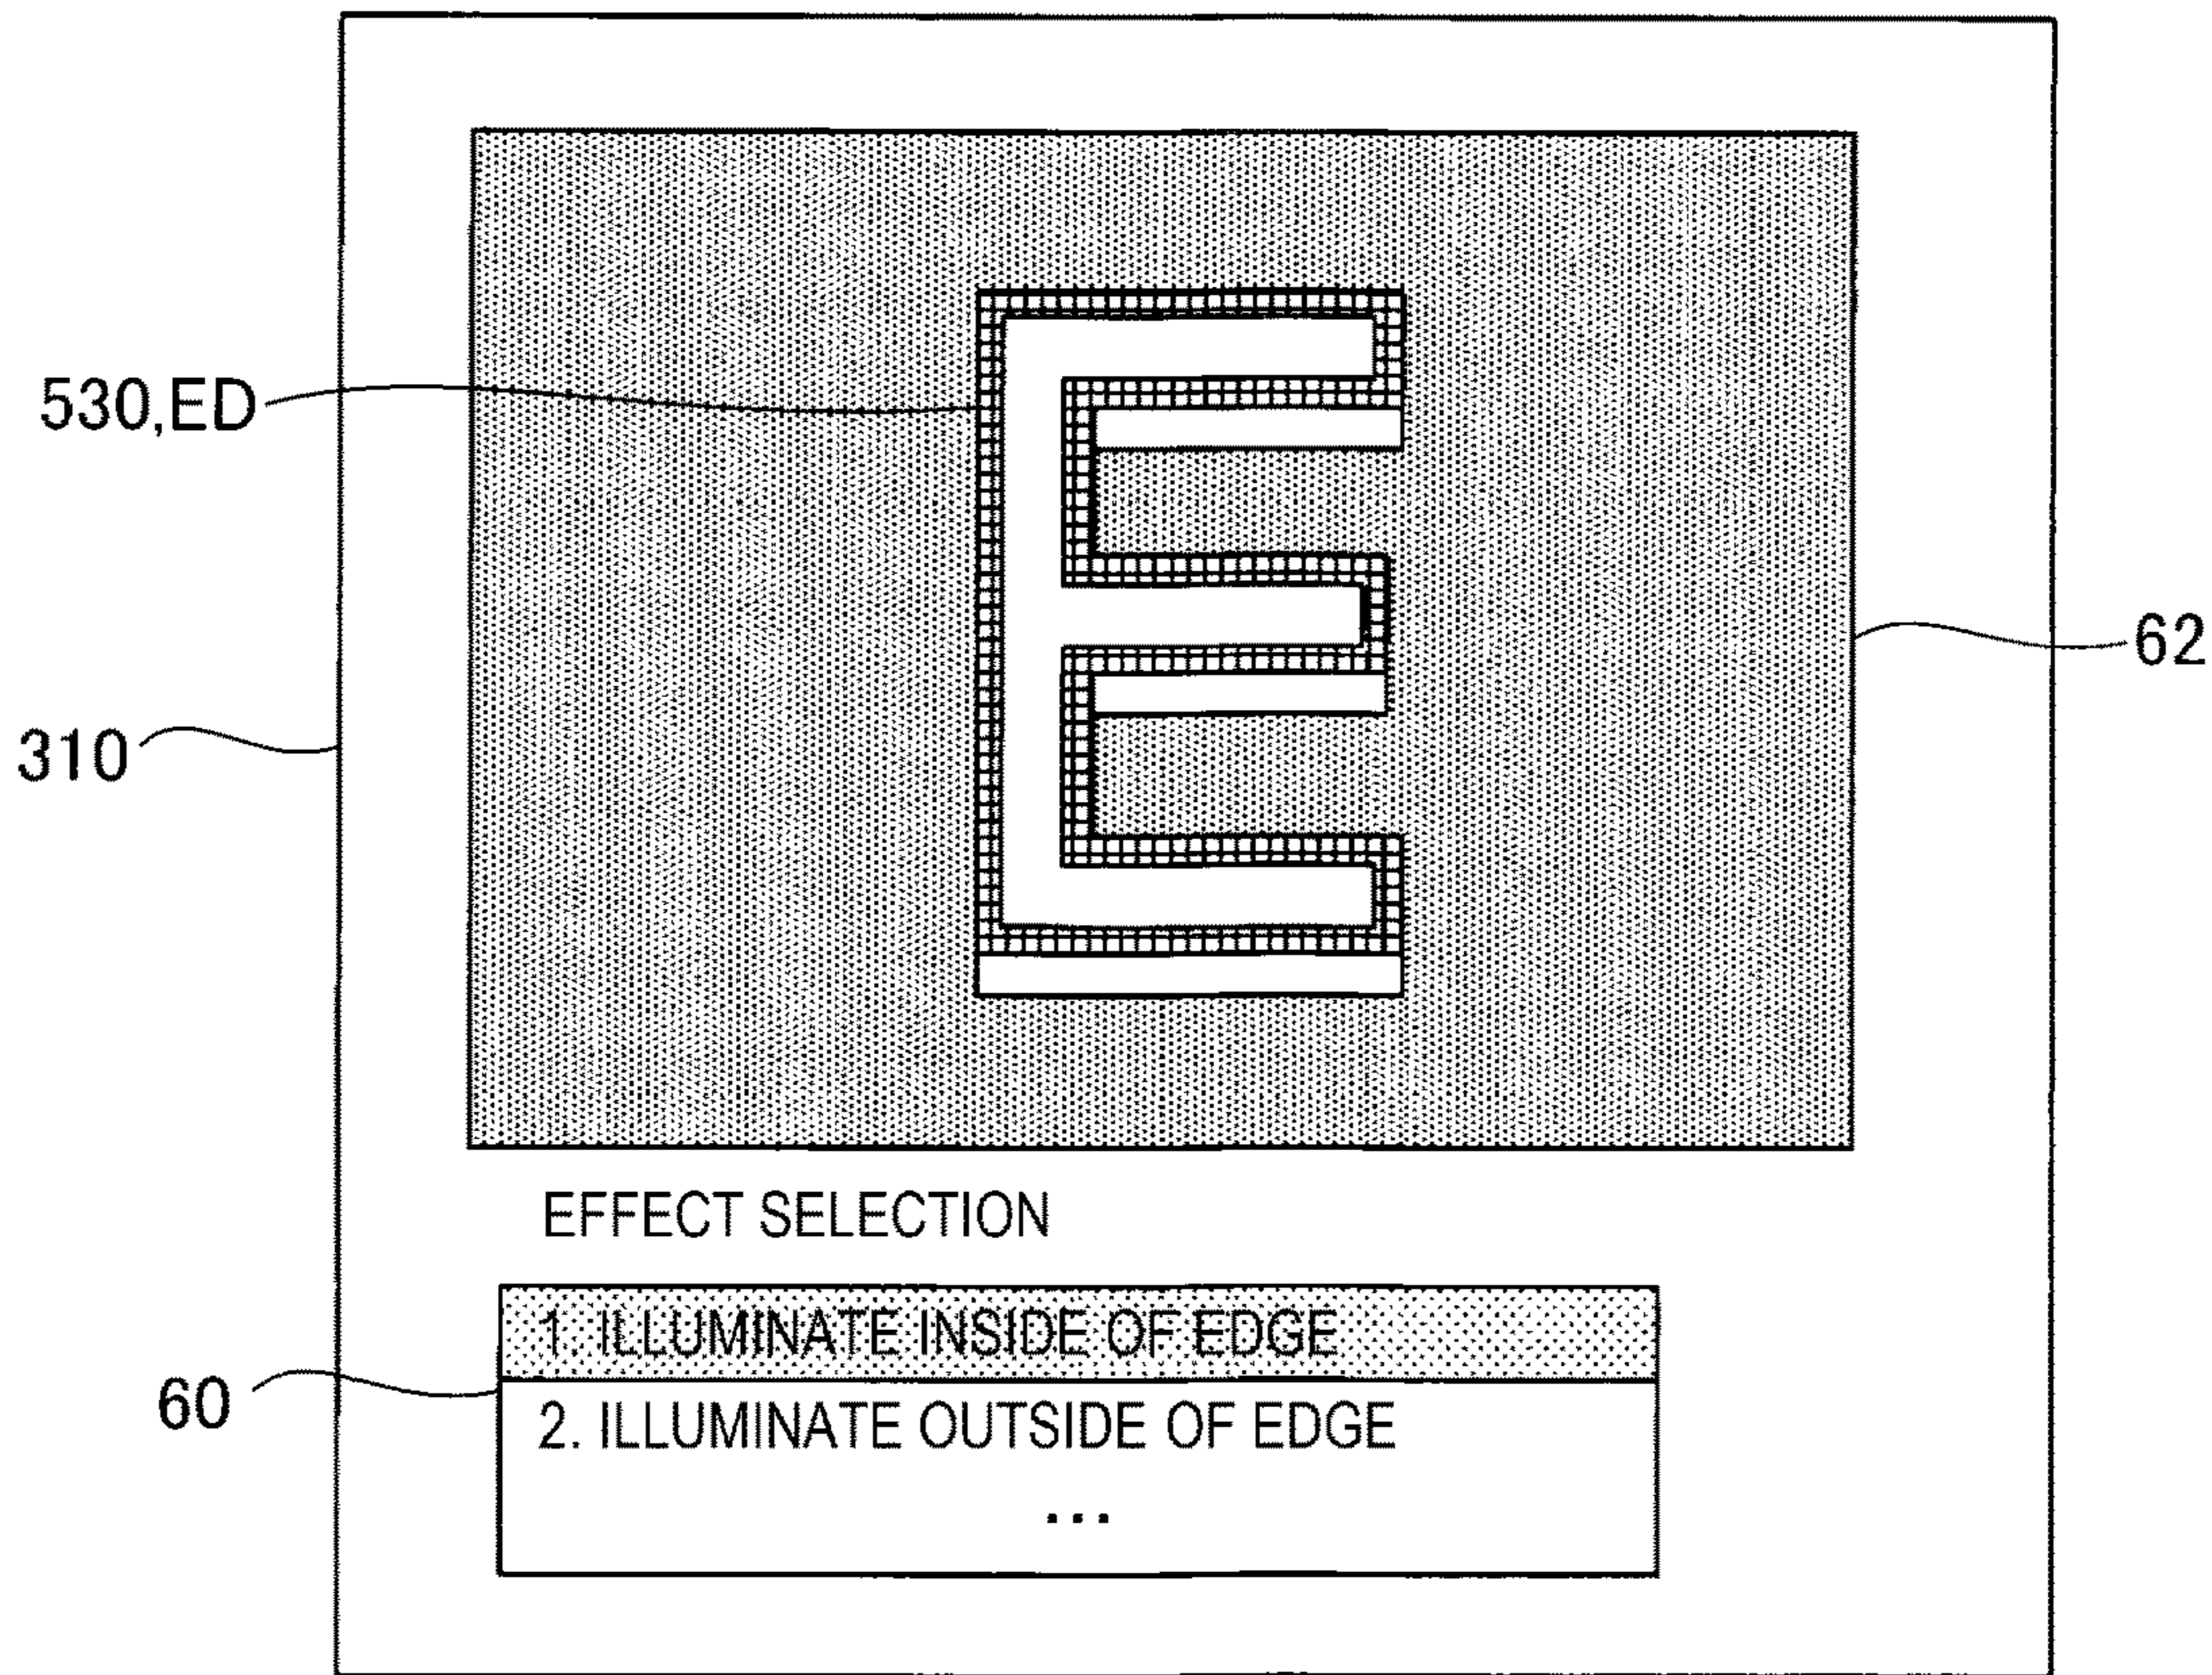 E
530,ED
62
310
EFFECT SELECTION
1. ILLUMINATE INSIDE OF EDGE
60
2. ILLUMINATE OUTSIDE OF EDGE
...